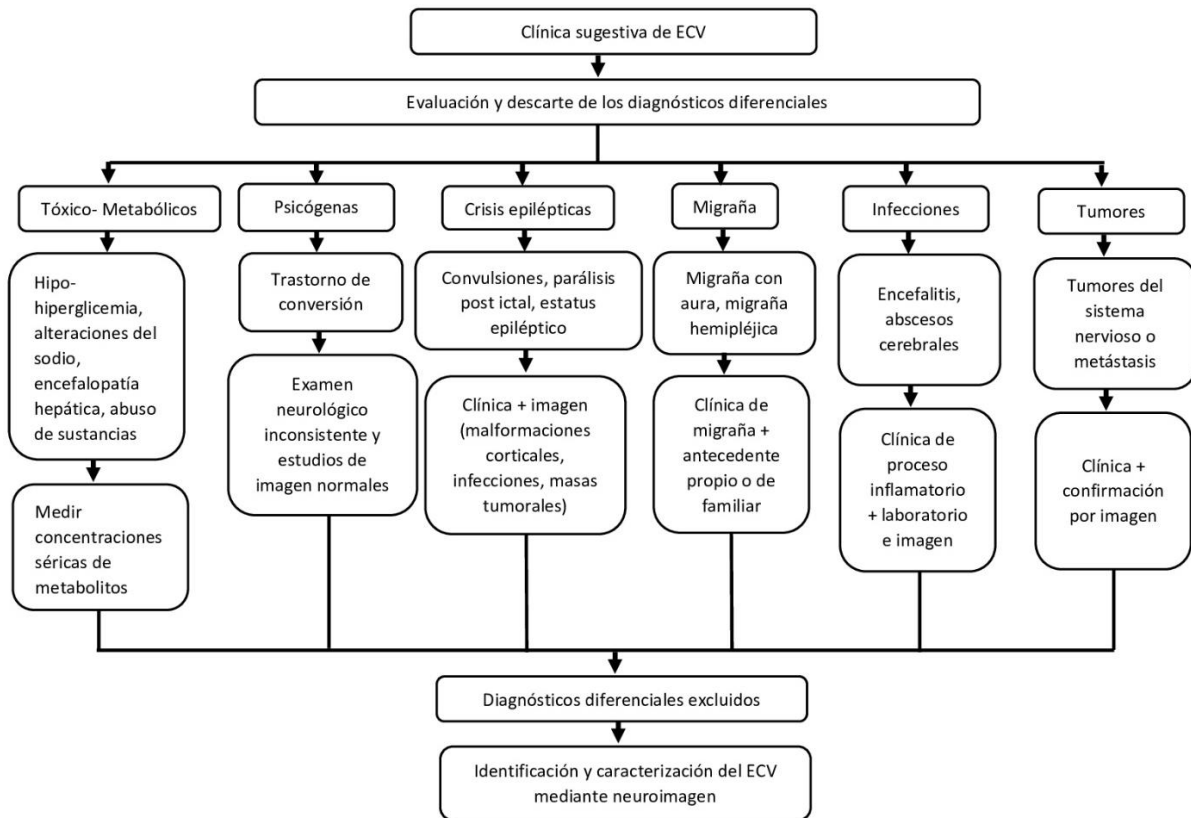 Clínica sugestiva de ECV
Evaluación y descarte de los diagnósticos diferenciales
Tóxico- Metabólicos
Hipo-
hiperglicemia,
alteraciones del
sodio,
encefalopatía
hepática, abuso
de sustancias
Medir
concentraciones
séricas de
metabolitos
Psicógenas
Trastorno de
conversión
Examen
neurológico
inconsistente y
estudios de
imagen normales
Crisis epilépticas
Convulsiones, parálisis
post ictal, estatus
epiléptico
Clínica + imagen
(malformaciones
corticales,
infecciones, masas
tumorales)
Migraña
Migraña con
aura, migraña
hemipléjica
Clínica de
migraña +
antecedente
propio o de
familiar
Infecciones
Encefalitis,
abscesos
cerebrales
Clínica de
proceso
inflamatorio
+ laboratorio
e imagen
Tumores
Tumores del
sistema
nervioso o
metástasis
Clínica +
confirmación
por imagen
Diagnósticos diferenciales excluidos
Identificación y caracterización del ECV
mediante neuroimagen